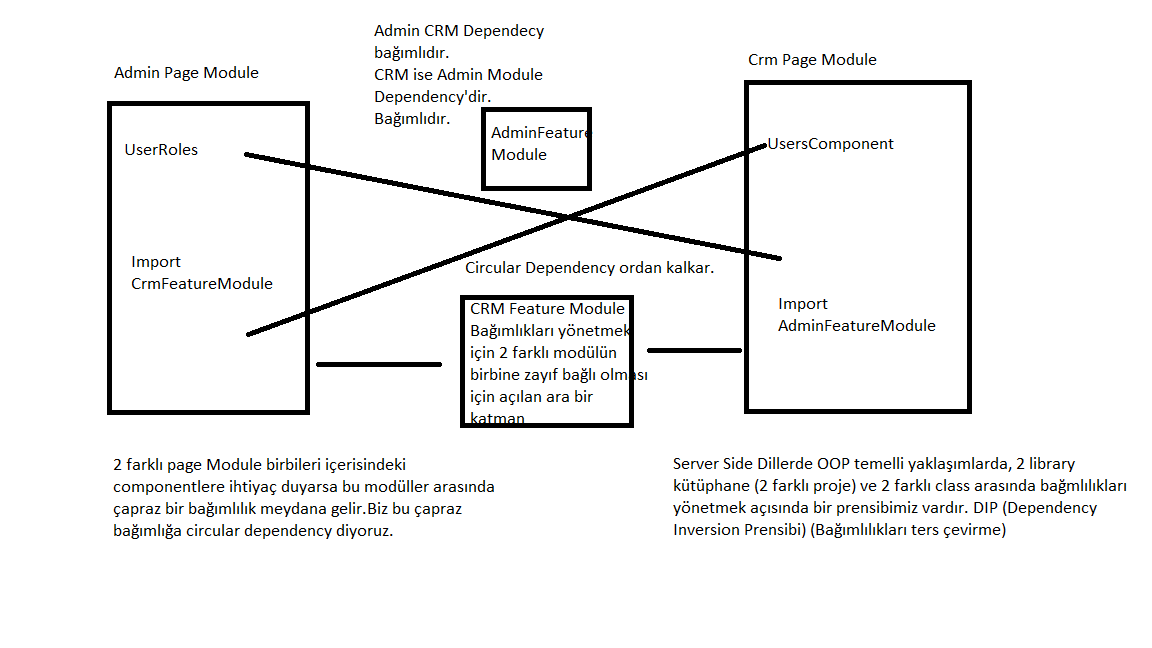 Admin CRM Dependecy
bağımlıdır.
CRM ise Admin Module
Dependency'dir.
Bağımlıdır.
Admin Page Module
Crm Page Module
UserRoles
AdminFeature
Module
UsersComponent
Import
CrmFeatureModule
Circular Dependency ordan kalkar.
CRM Feature Module
Bağımlıkları yönetmek
için 2 farklı modülün
birbine zayıf bağlı olması
için açılan ara bir
katman
Import
AdminFeatureModule
2 farklı page Module birbileri içerisindeki
componentlere ihtiyaç duyarsa bu modüller arasında
çapraz bir bağımlılık meydana gelir.Biz bu çapraz
bağımlığa circular dependency diyoruz.
Server Side Dillerde OOP temelli yaklaşımlarda, 2 library
kütüphane (2 farklı proje) ve 2 farklı class arasında bağmlılıkları
yönetmek açısında bir prensibimiz vardır. DIP (Dependency
Inversion Prensibi) (Bağımlılıkları ters çevirme)